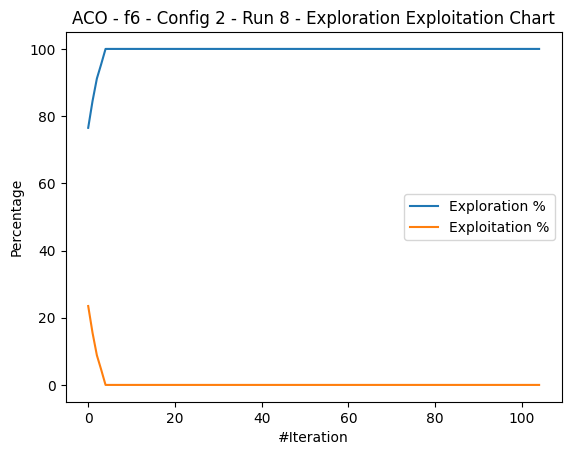 ACO - f6 - Config 2 - Run 8 - Exploration Exploitation Chart
100
80
60
40
20
0
Percentage
Exploration %
Exploitation %
0 20 40 60 80 100
#Iteration